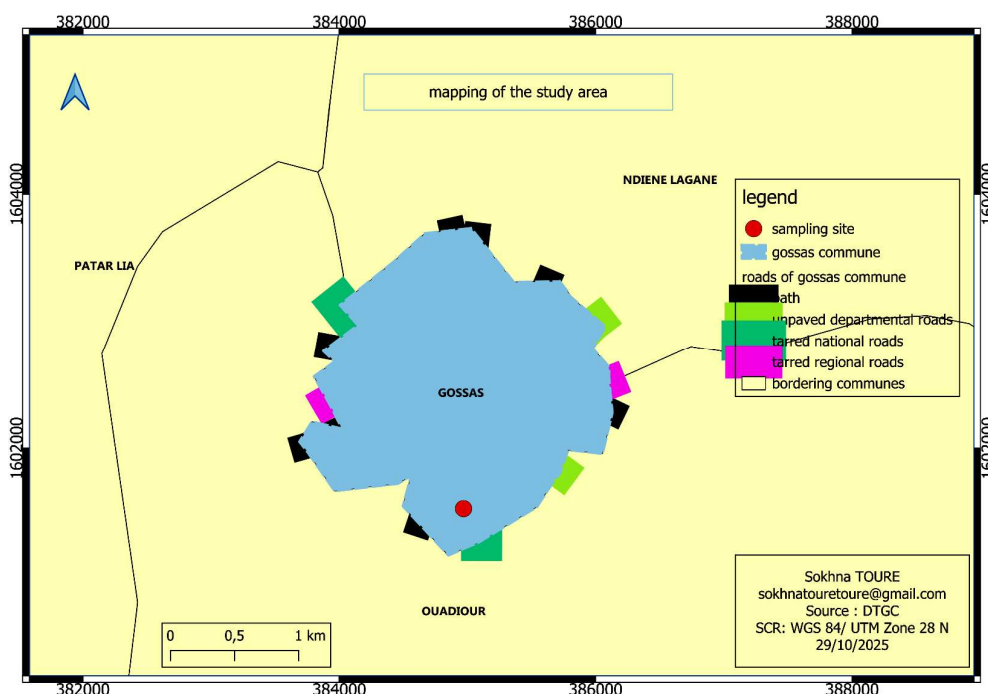 382000 384000 386000 388000
mapping of the study area
1604000 1604000
NDIENE LAGANE
legend
sampling site
gossas commune
roads of gossas commune
PATAR LIA
path
unpaved departmental roads
tarred national roads
tarred regional roads
bordering communes
GOSSAS
1602000 1602000
OUADIOUR
0 0,5 1 km
Sokhna TOURE
sokhnatouretoure@gmail.com
Source : DTGC
SCR: WGS 84/ UTM Zone 28 N
29/10/2025
382000 384000 386000 388000